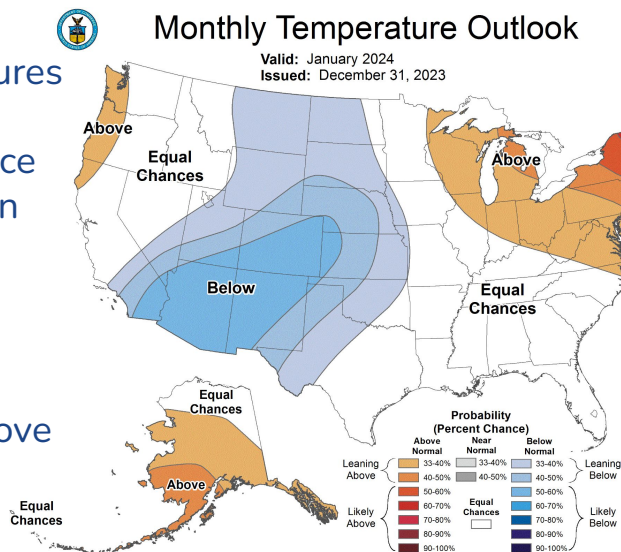 Monthly Temperature Outlook
Valid: January 2024
Issued: December 31, 2023
ures
ce
n
ove
Above
Equal
Chances
Above
Below
Equal
Chances
Equal
Chances
Above
Equal
Chances
Probability
(Percent Chance)
Above
Normal
Near
Normal
Below
Normal
Leaning
Above
33-40%
40-50%
33-40%
40-50%
33-40%
40-50%
Leaning
Below
Likely
Above
50-60%
60-70%
70-80%
80-90%
90-100%
Equal
Chances
50-60%
60-70%
70-80%
80-90%
90-100%
Likely
Below